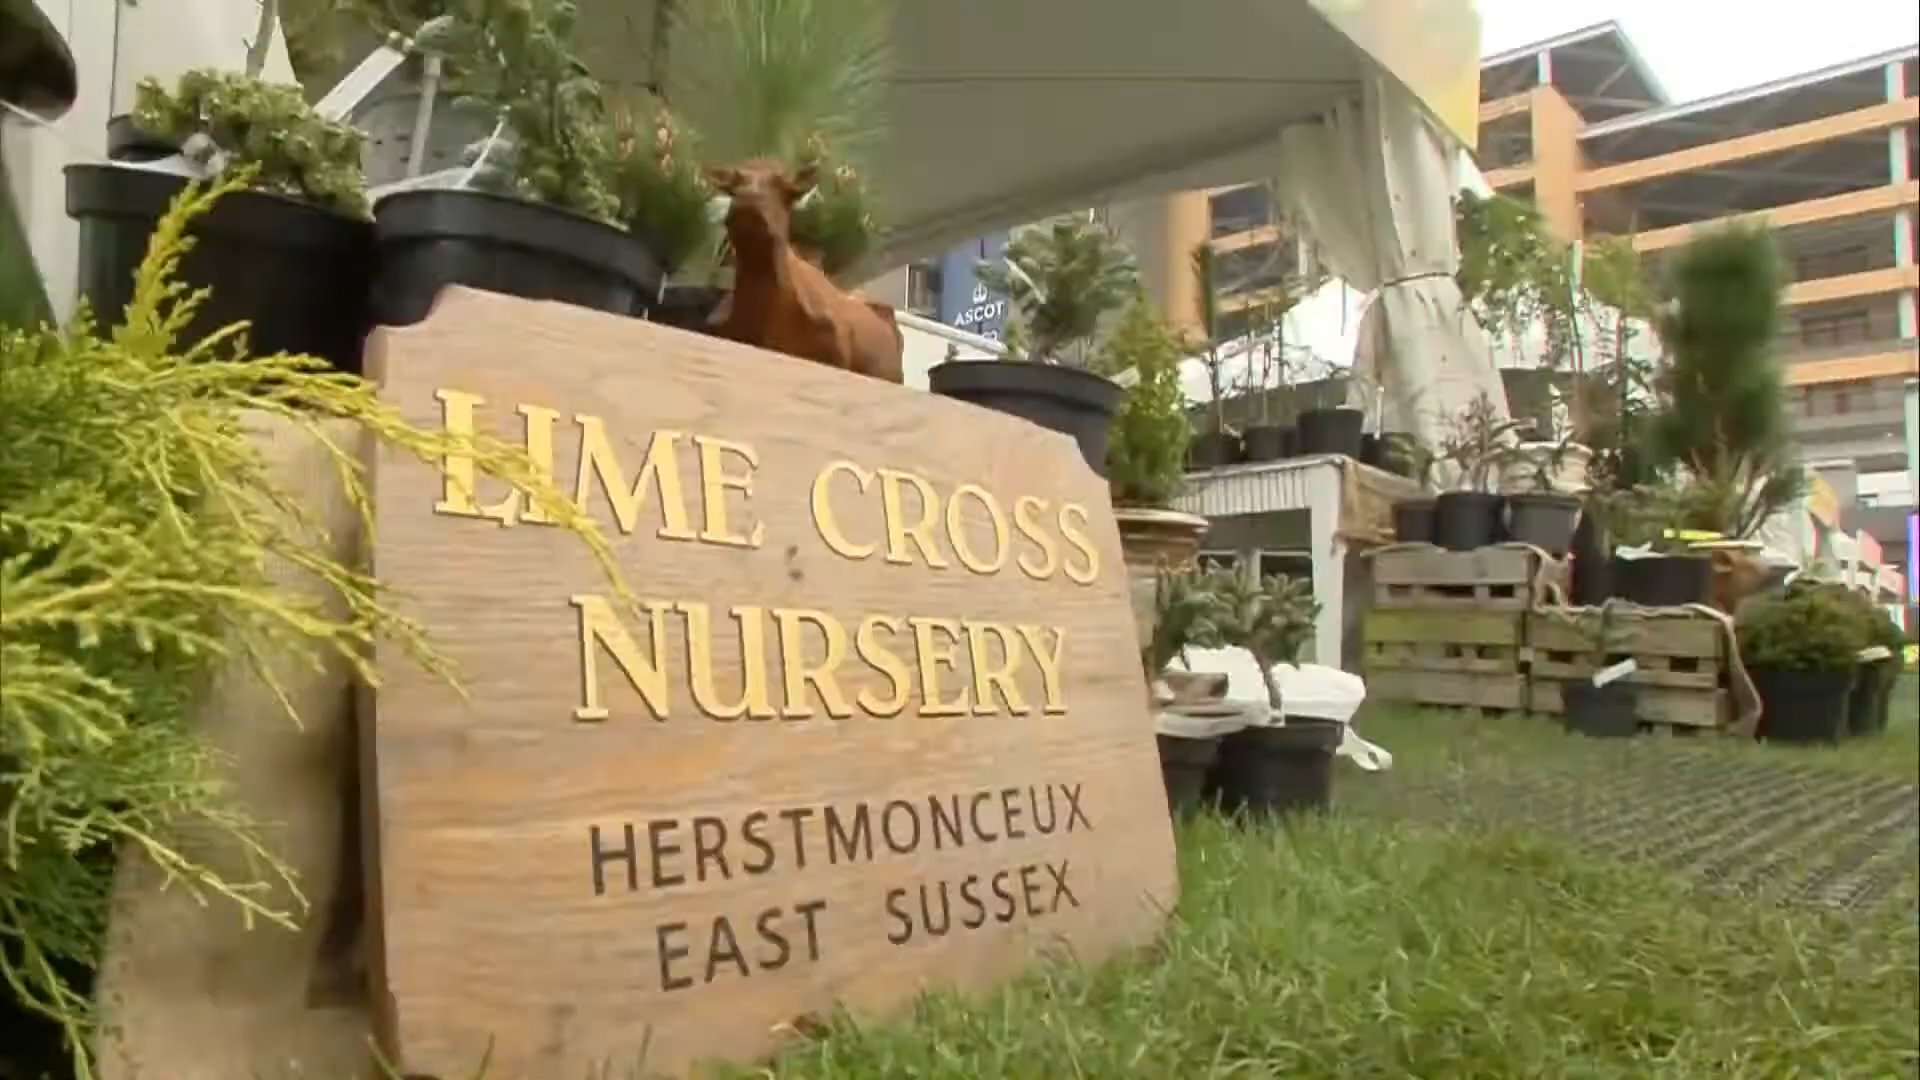 ASCOT
LIME CROSS
NURSERY
HERSTMONCEUX
EAST SUSSEX